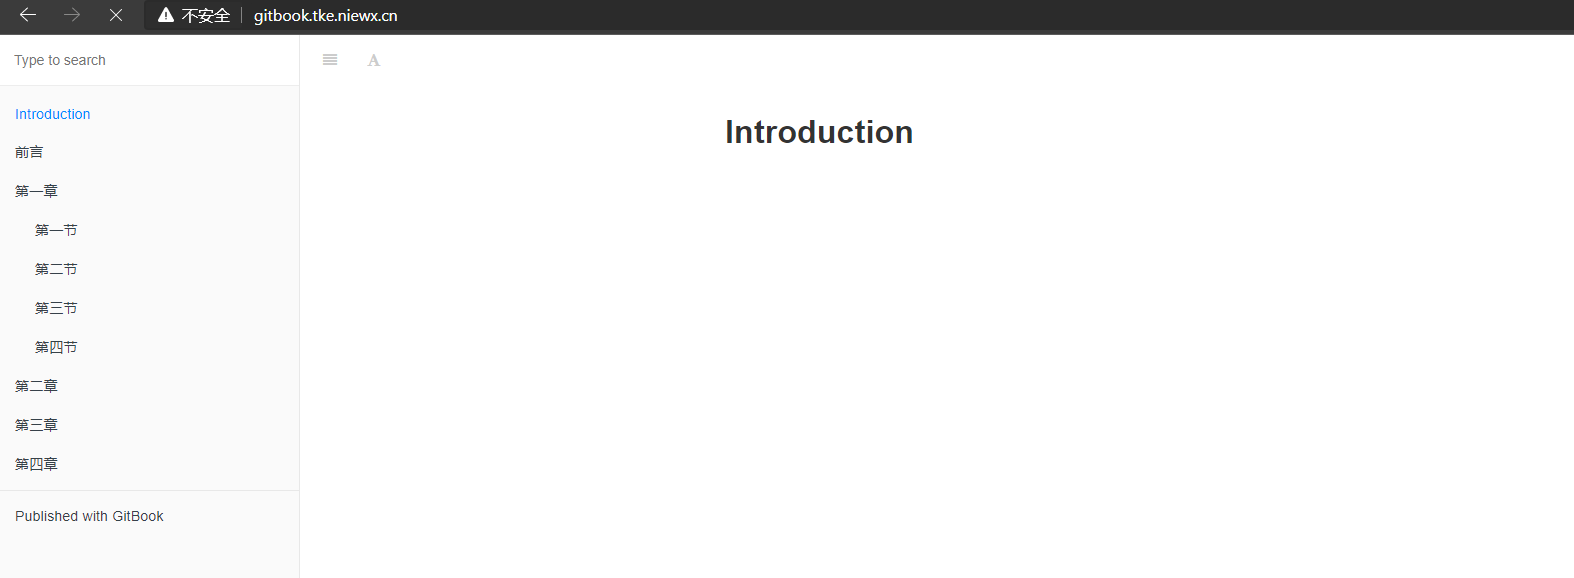 不安全 gitbook.tke.niewx.cn
Type to search
A
Introduction
前言
第一章
第一节
第二节
第三节
第四节
第二章
第三章
第四章
Published with GitBook
Introduction